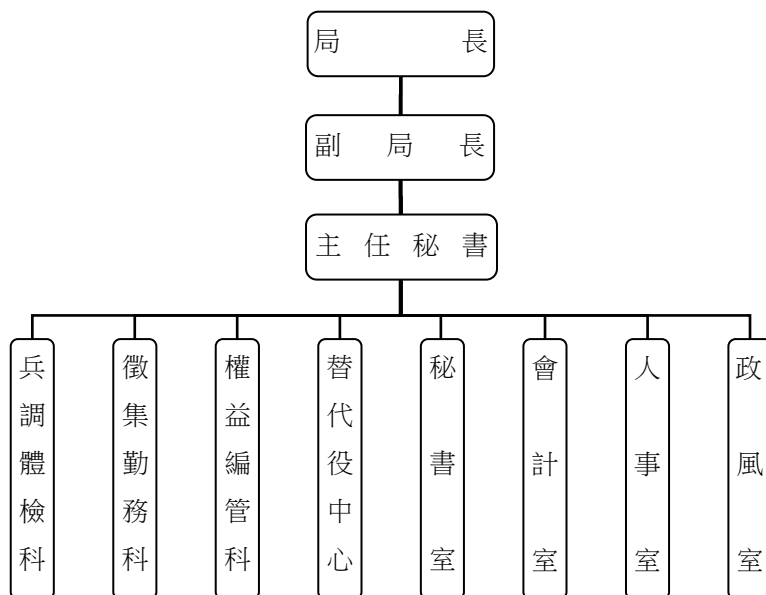 局長
副局長
主任秘書
兵調體檢科
徵集勤務科
權益編管科
替代役中心
秘書室
會計室
人事室
政風室